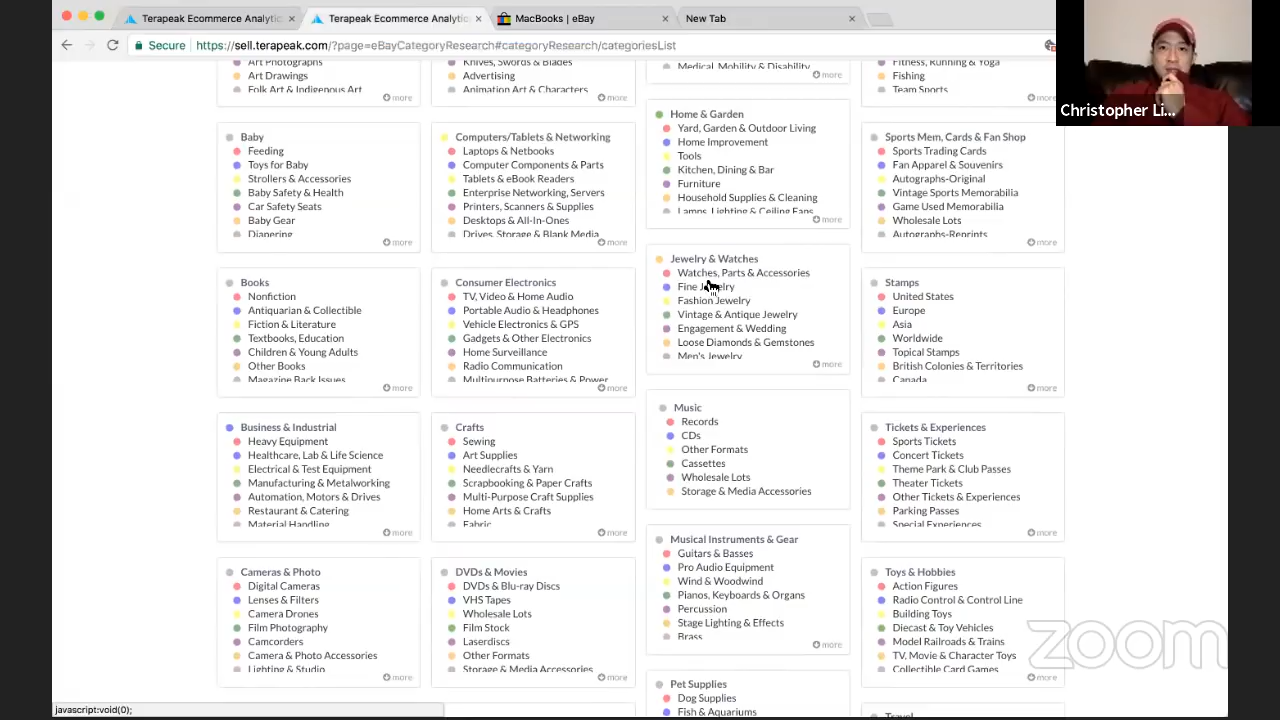 Terapeak Ecommerce Analytic
Terapeak Ecommerce Analytic
MacBooks | eBay
New Tab
Secure
https://sell.terapeak.com/?page=eBayCategoryResearch#categoryResearch/categoriesList
Christopher Li...
Art Photographs
Art Drawings
Folk Art & Indigenous Art
more
Baby
Feeding
Toys for Baby
Strollers & Accessories
Baby Safety & Health
Car Safety Seats
Baby Gear
Diapering
more
Books
Nonfiction
Antiquarian & Collectible
Fiction & Literature
Textbooks, Education
Children & Young Adults
Other Books
Magazine Back Issues
more
Business & Industrial
Heavy Equipment
Healthcare, Lab & Life Science
Electrical & Test Equipment
Manufacturing & Metalworking
Automation, Motors & Drives
Restaurant & Catering
Material Handling
more
Cameras & Photo
Digital Cameras
Lenses & Filters
Camera Drones
Film Photography
Camcorders
Camera & Photo Accessories
Lighting & Studio
more
Knives, Swords & Blades
Advertising
Animation Art & Characters
more
Computers/Tablets & Networking
Laptops & Netbooks
Computer Components & Parts
Tablets & eBook Readers
Enterprise Networking, Servers
Printers, Scanners & Supplies
Desktops & All-In-Ones
Drives, Storage & Blank Media
more
Consumer Electronics
TV, Video & Home Audio
Portable Audio & Headphones
Vehicle Electronics & GPS
Gadgets & Other Electronics
Home Surveillance
Radio Communication
Multipurpose Batteries & Power
more
Crafts
Sewing
Art Supplies
Needlecrafts & Yarn
Scrapbooking & Paper Crafts
Multi-Purpose Craft Supplies
Home Arts & Crafts
Fabric
more
DVDs & Movies
DVDs & Blu-ray Discs
VHS Tapes
Wholesale Lots
Film Stock
Laserdiscs
Other Formats
Storage & Media Accessories
more
Medical, Mobility & Disability
more
Home & Garden
Yard, Garden & Outdoor Living
Home Improvement
Tools
Kitchen, Dining & Bar
Furniture
Household Supplies & Cleaning
Lamps, Lighting & Ceiling Fans
more
Jewelry & Watches
Watches, Parts & Accessories
Fine Jewelry
Fashion Jewelry
Vintage & Antique Jewelry
Engagement & Wedding
Loose Diamonds & Gemstones
Men's Jewelry
more
Music
Records
CDs
Other Formats
Cassettes
Wholesale Lots
Storage & Media Accessories
Musical Instruments & Gear
Guitars & Basses
Pro Audio Equipment
Wind & Woodwind
Pianos, Keyboards & Organs
Percussion
Stage Lighting & Effects
Brass
more
Pet Supplies
Dog Supplies
Fish & Aquariums
Fitness, Running & Yoga
Fishing
Team Sports
more
Sports Mem, Cards & Fan Shop
Sports Trading Cards
Fan Apparel & Souvenirs
Autographs-Original
Vintage Sports Memorabilia
Game Used Memorabilia
Wholesale Lots
Autographs-Reprints
more
Stamps
United States
Europe
Asia
Worldwide
Topical Stamps
British Colonies & Territories
Canada
more
Tickets & Experiences
Sports Tickets
Concert Tickets
Theme Park & Club Passes
Theater Tickets
Other Tickets & Experiences
Parking Passes
Special Experiences
more
Toys & Hobbies
Action Figures
Radio Control & Control Line
Building Toys
Diecast & Toy Vehicles
Model Railroads & Trains
TV, Movie & Character Toys
Collectible Card Games
more
Travel
zoom
javascript:void(0);